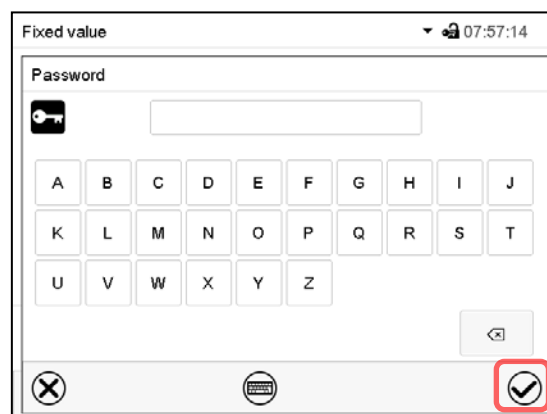 Fixed value 07:57:14
Password
A B C D E F G H I J
K L M N O P Q R S T
U V W X Y Z